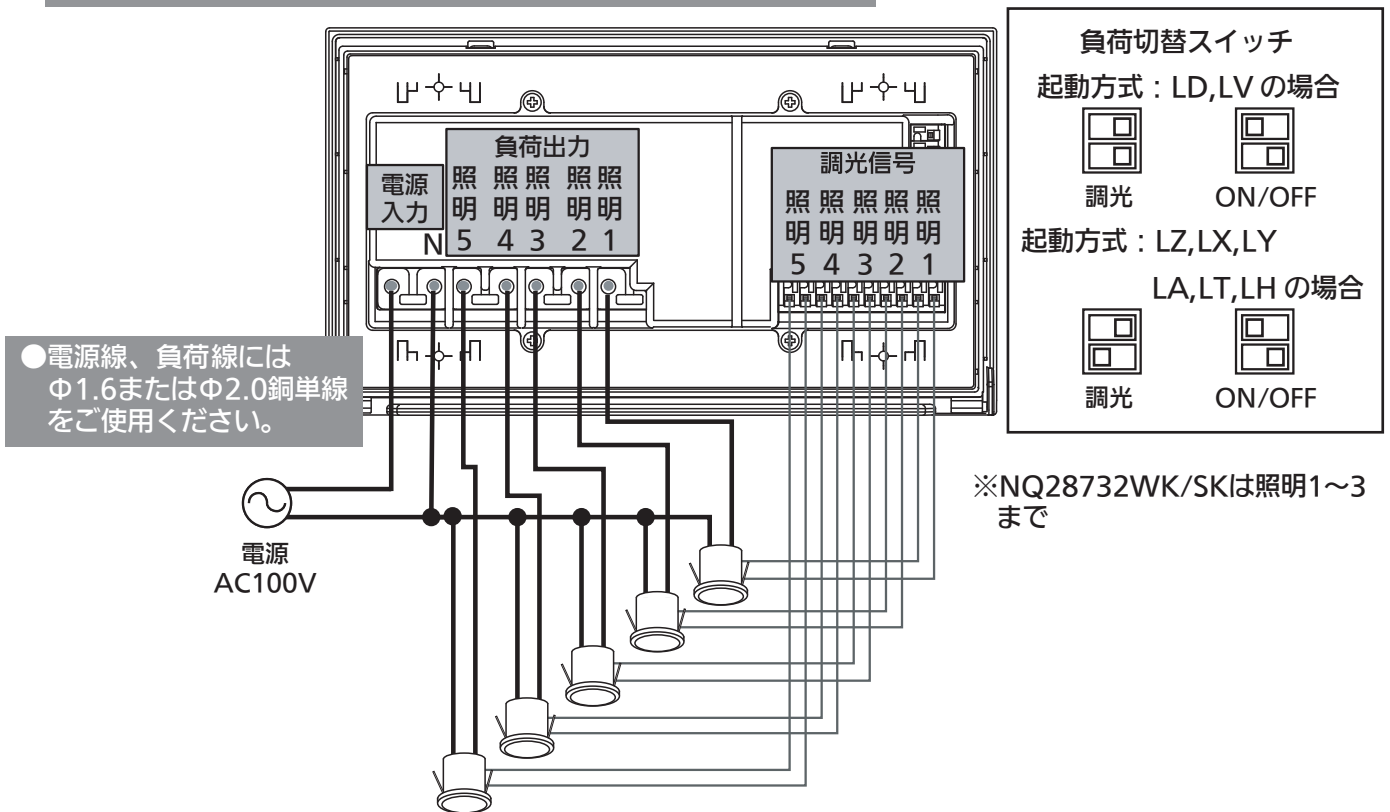 負荷切替スイッチ
起動方式：LD,LV の場合
調光
ON/OFF
起動方式：LZ,LX,LY
LA,LT,LH の場合
調光
ON/OFF
電源
入力
N
負荷出力
照明5
照明4
照明3
照明2
照明1
調光信号
照明5
照明4
照明3
照明2
照明1
●電源線、負荷線には
Φ1.6またはΦ2.0銅単線
をご使用ください。
電源
AC100V
※NQ28732WK/SKは照明1～3
まで